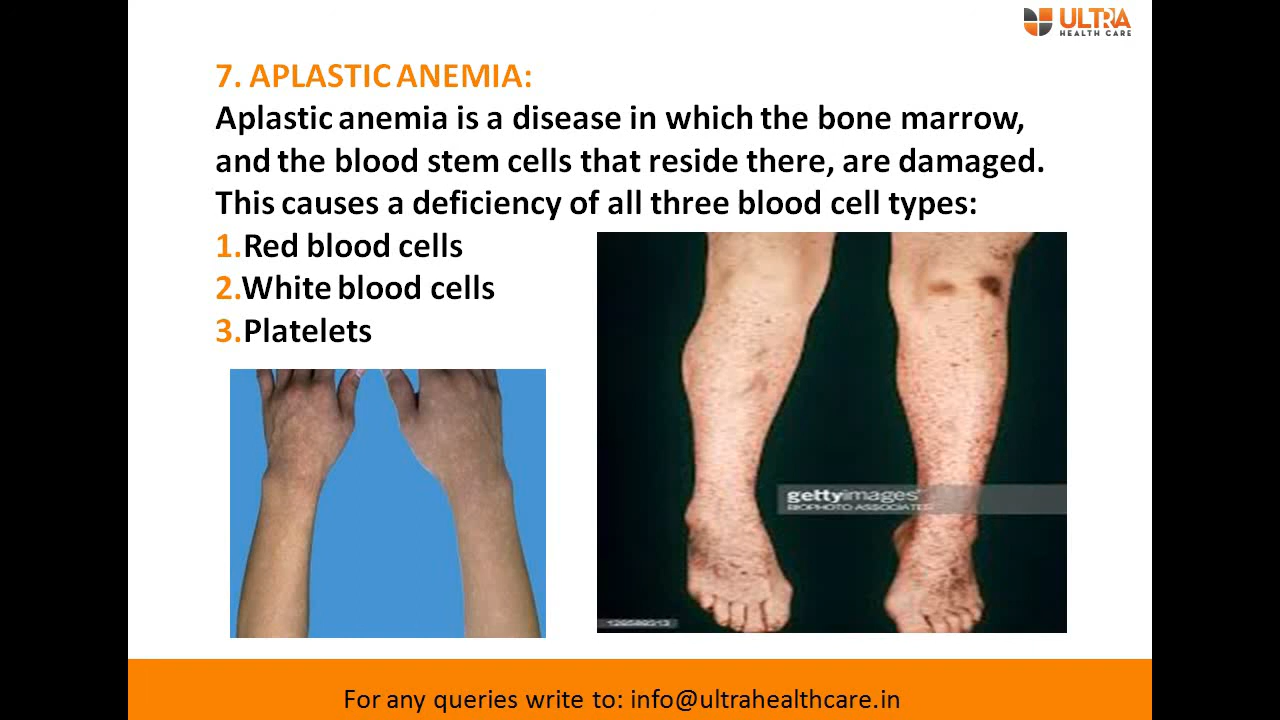 ULTRA
HEALTH CARE
7. APLASTIC ANEMIA:
Aplastic anemia is a disease in which the bone marrow,
and the blood stem cells that reside there, are damaged.
This causes a deficiency of all three blood cell types:
1.Red blood cells
2.White blood cells
3.Platelets
gettyimages®
BIOPHOTO ASSOCIATES
For any queries write to: info@ultrahealthcare.in